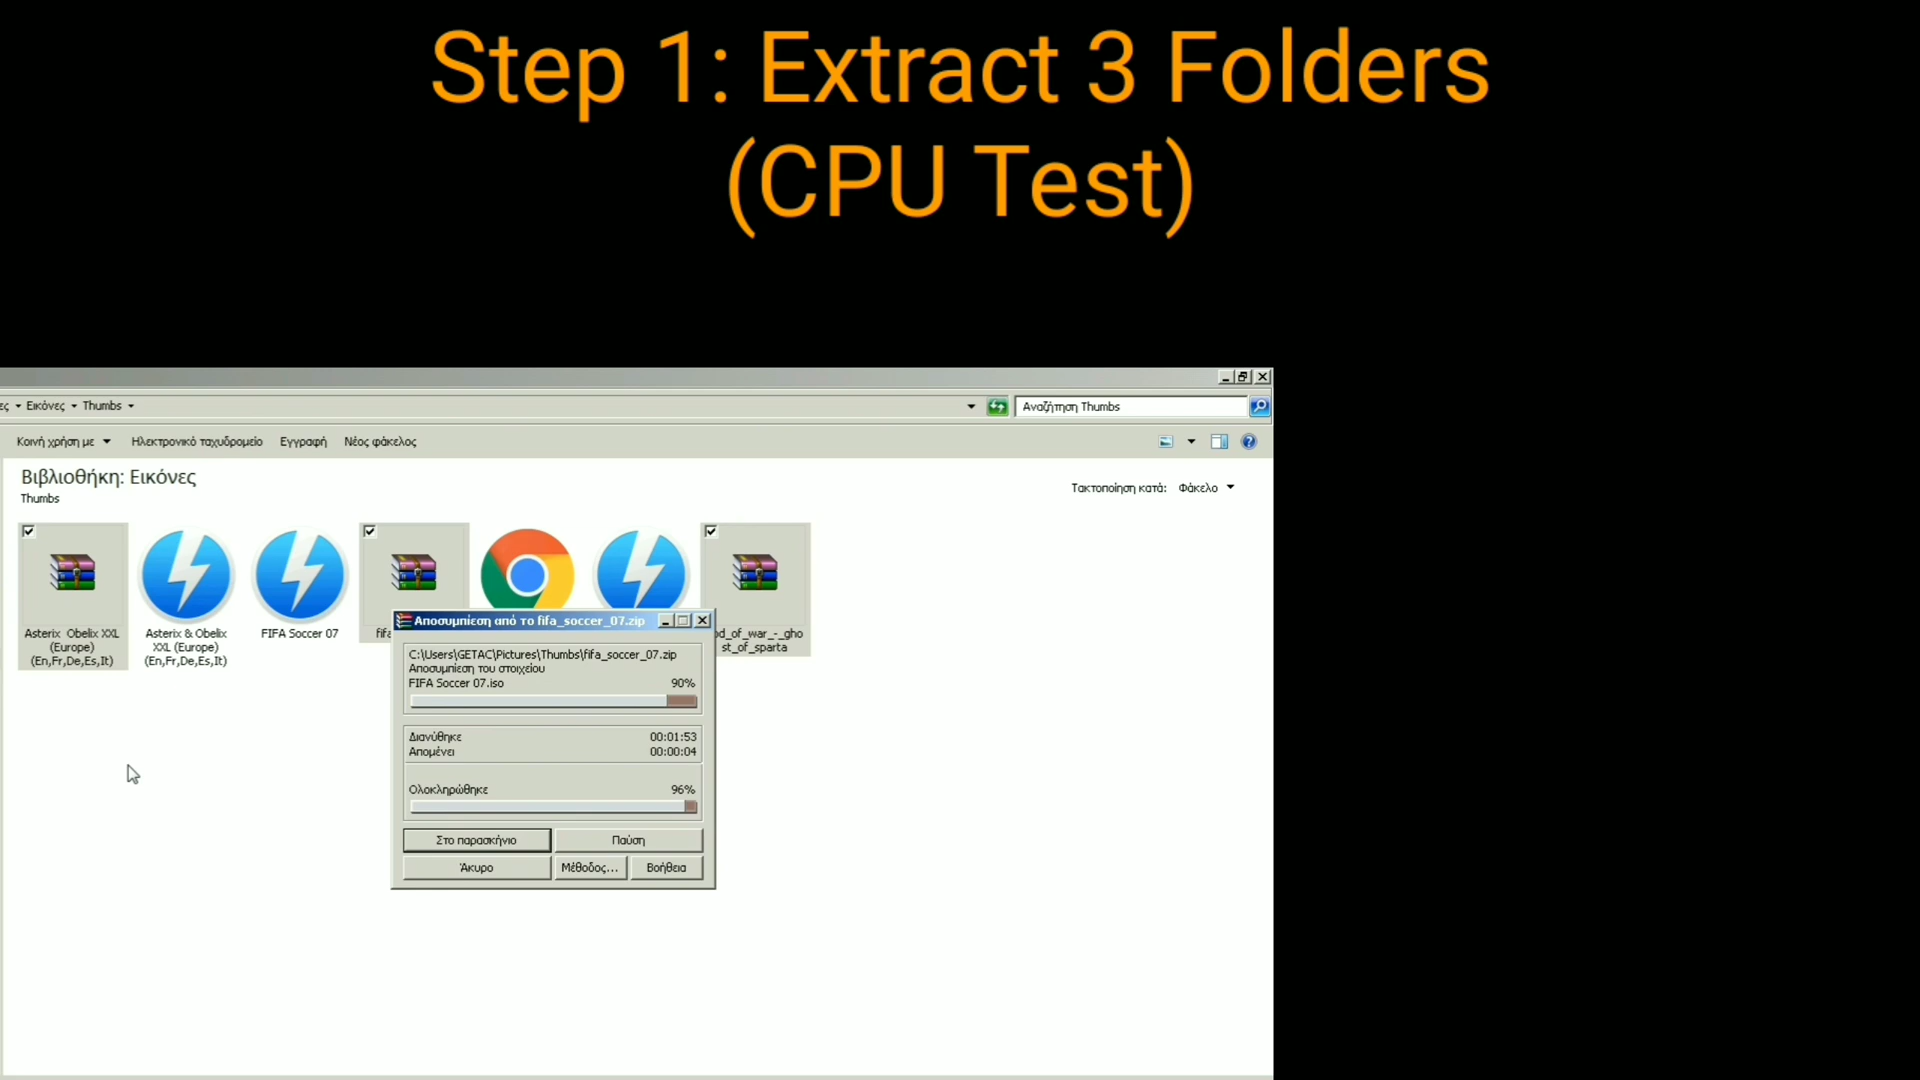 Step 1: Extract 3 Folders
(CPU Test)
ες Εικόνες Thumbs
Αναζήτηση Thumbs
Κοινή χρήση με Ηλεκτρονικό ταχυδρομείο Εγγραφή Νέος φάκελος
Βιβλιοθήκη: Εικόνες
Thumbs
Τακτοποίηση κατά: Φάκελο
Asterix Obelix XXL
(Europe)
(En,Fr,De,Es,It)
Asterix & Obelix
XXL (Europe)
(En,Fr,De,Es,It)
FIFA Soccer 07
fifa
od_of_war_-_gho
st_of_sparta
Αποσυμπίεση από το fifa_soccer_07.zip
C:\Users\GETAC\Pictures\Thumbs\fifa_soccer_07.zip
Αποσυμπίεση του στοιχείου
FIFA Soccer 07.iso 90%
Διανύθηκε 00:01:53
Απομένει 00:00:04
Ολοκληρώθηκε 96%
Στο παρασκήνιο Παύση
Άκυρο Μέθοδος... Βοήθεια